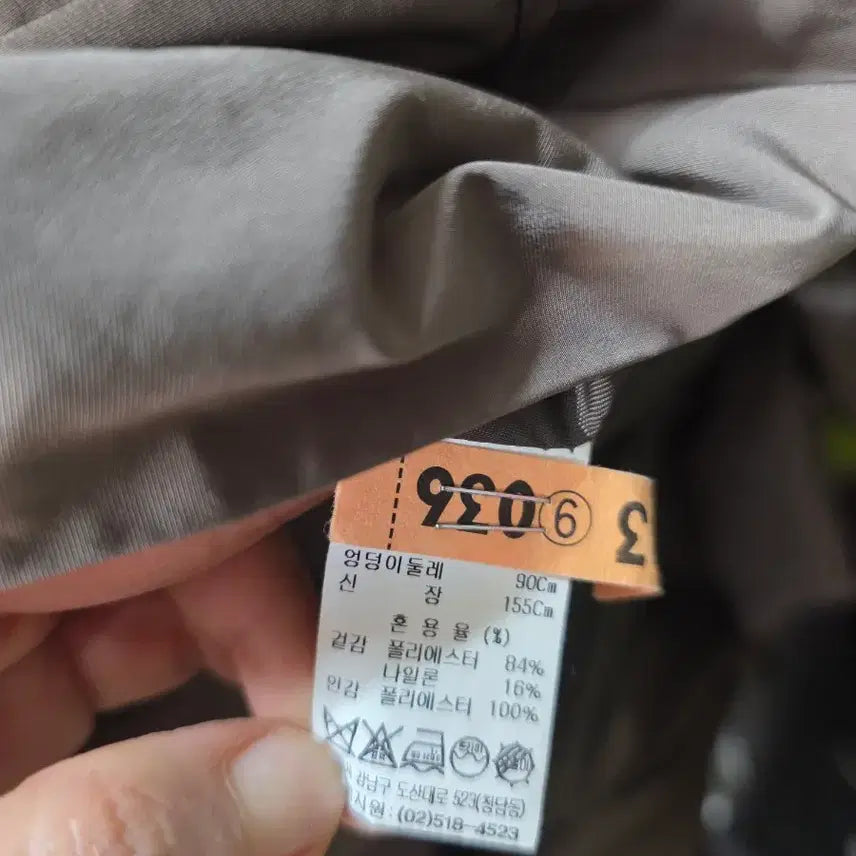 036 ⑨ 3
엉덩이둘레 90Cm
신 장 155Cm
혼 용 율 (%)
겉감 폴리에스터 84%
나일론 16%
안감 폴리에스터 100%
강남구 도산대로 523(청담동)
(02)518-4523